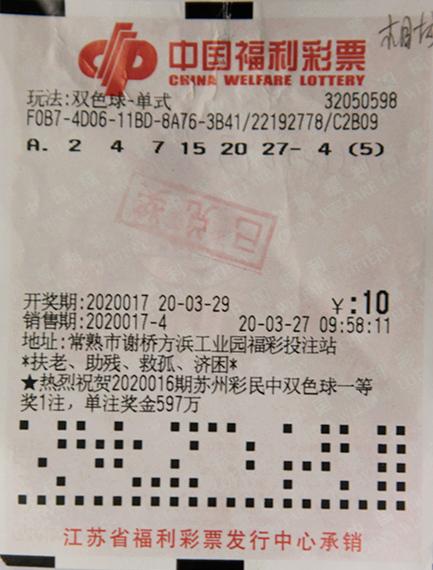 中国福利彩票
CHINA WELFARE LOTTERY
玩法:双色球-单式 32050598
F0B7-4D06-11BD-8A76-3B41/22192778/C2B09
A. 2 4 7 15 20 27- 4 (5)
开奖期:2020017 20-03-29 ￥:10
销售期:2020017-4 20-03-27 09:58:11
地址:常熟市谢桥方浜工业园福彩投注站
*扶老、助残、救孤、济困*
★热烈祝贺2020016期苏州彩民中双色球一等
奖1注，单注奖金597万
江苏省福利彩票发行中心承销